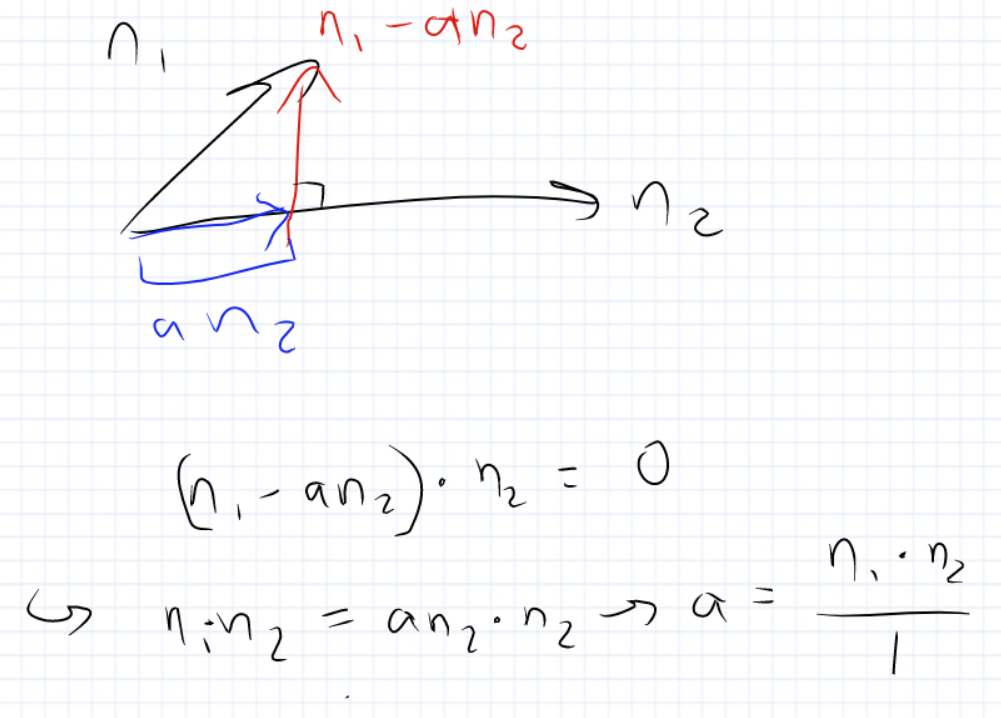 n₁
n₁ - an₂
n₂
an₂
(n₁ - an₂) · n₂ = 0
↪ n₁·n₂ = an₂·n₂ → a = n₁·n₂ / 1